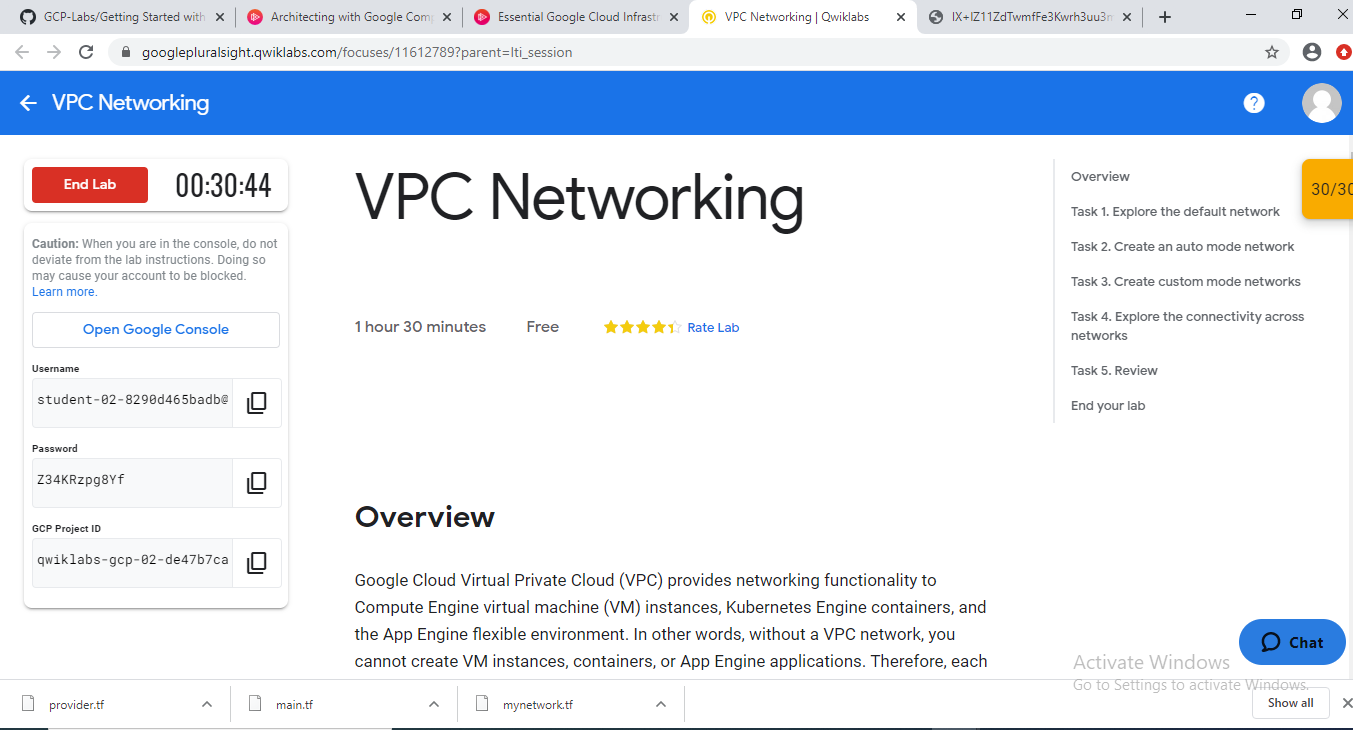 GCP-Labs/Getting Started with
Architecting with Google Comp
Essential Google Cloud Infrastr
VPC Networking | Qwiklabs
googlepluralsight.qwiklabs.com/focuses/11612789?parent=lti_session
VPC Networking
?
End Lab
00:30:44
Caution: When you are in the console, do not
deviate from the lab instructions. Doing so
may cause your account to be blocked.
Learn more.
Open Google Console
Username
student-02-8290d465badb@
Password
Z34KRzpg8Yf
GCP Project ID
qwiklabs-gcp-02-de47b7ca
VPC Networking
1 hour 30 minutes
Free
Rate Lab
Overview
Google Cloud Virtual Private Cloud (VPC) provides networking functionality to
Compute Engine virtual machine (VM) instances, Kubernetes Engine containers, and
the App Engine flexible environment. In other words, without a VPC network, you
cannot create VM instances, containers, or App Engine applications. Therefore, each
Overview
Task 1. Explore the default network
Task 2. Create an auto mode network
Task 3. Create custom mode networks
Task 4. Explore the connectivity across
networks
Task 5. Review
End your lab
30/30
Chat
Activate Windows
Go to Settings to activate Windows.
provider.tf
main.tf
mynetwork.tf
Show all